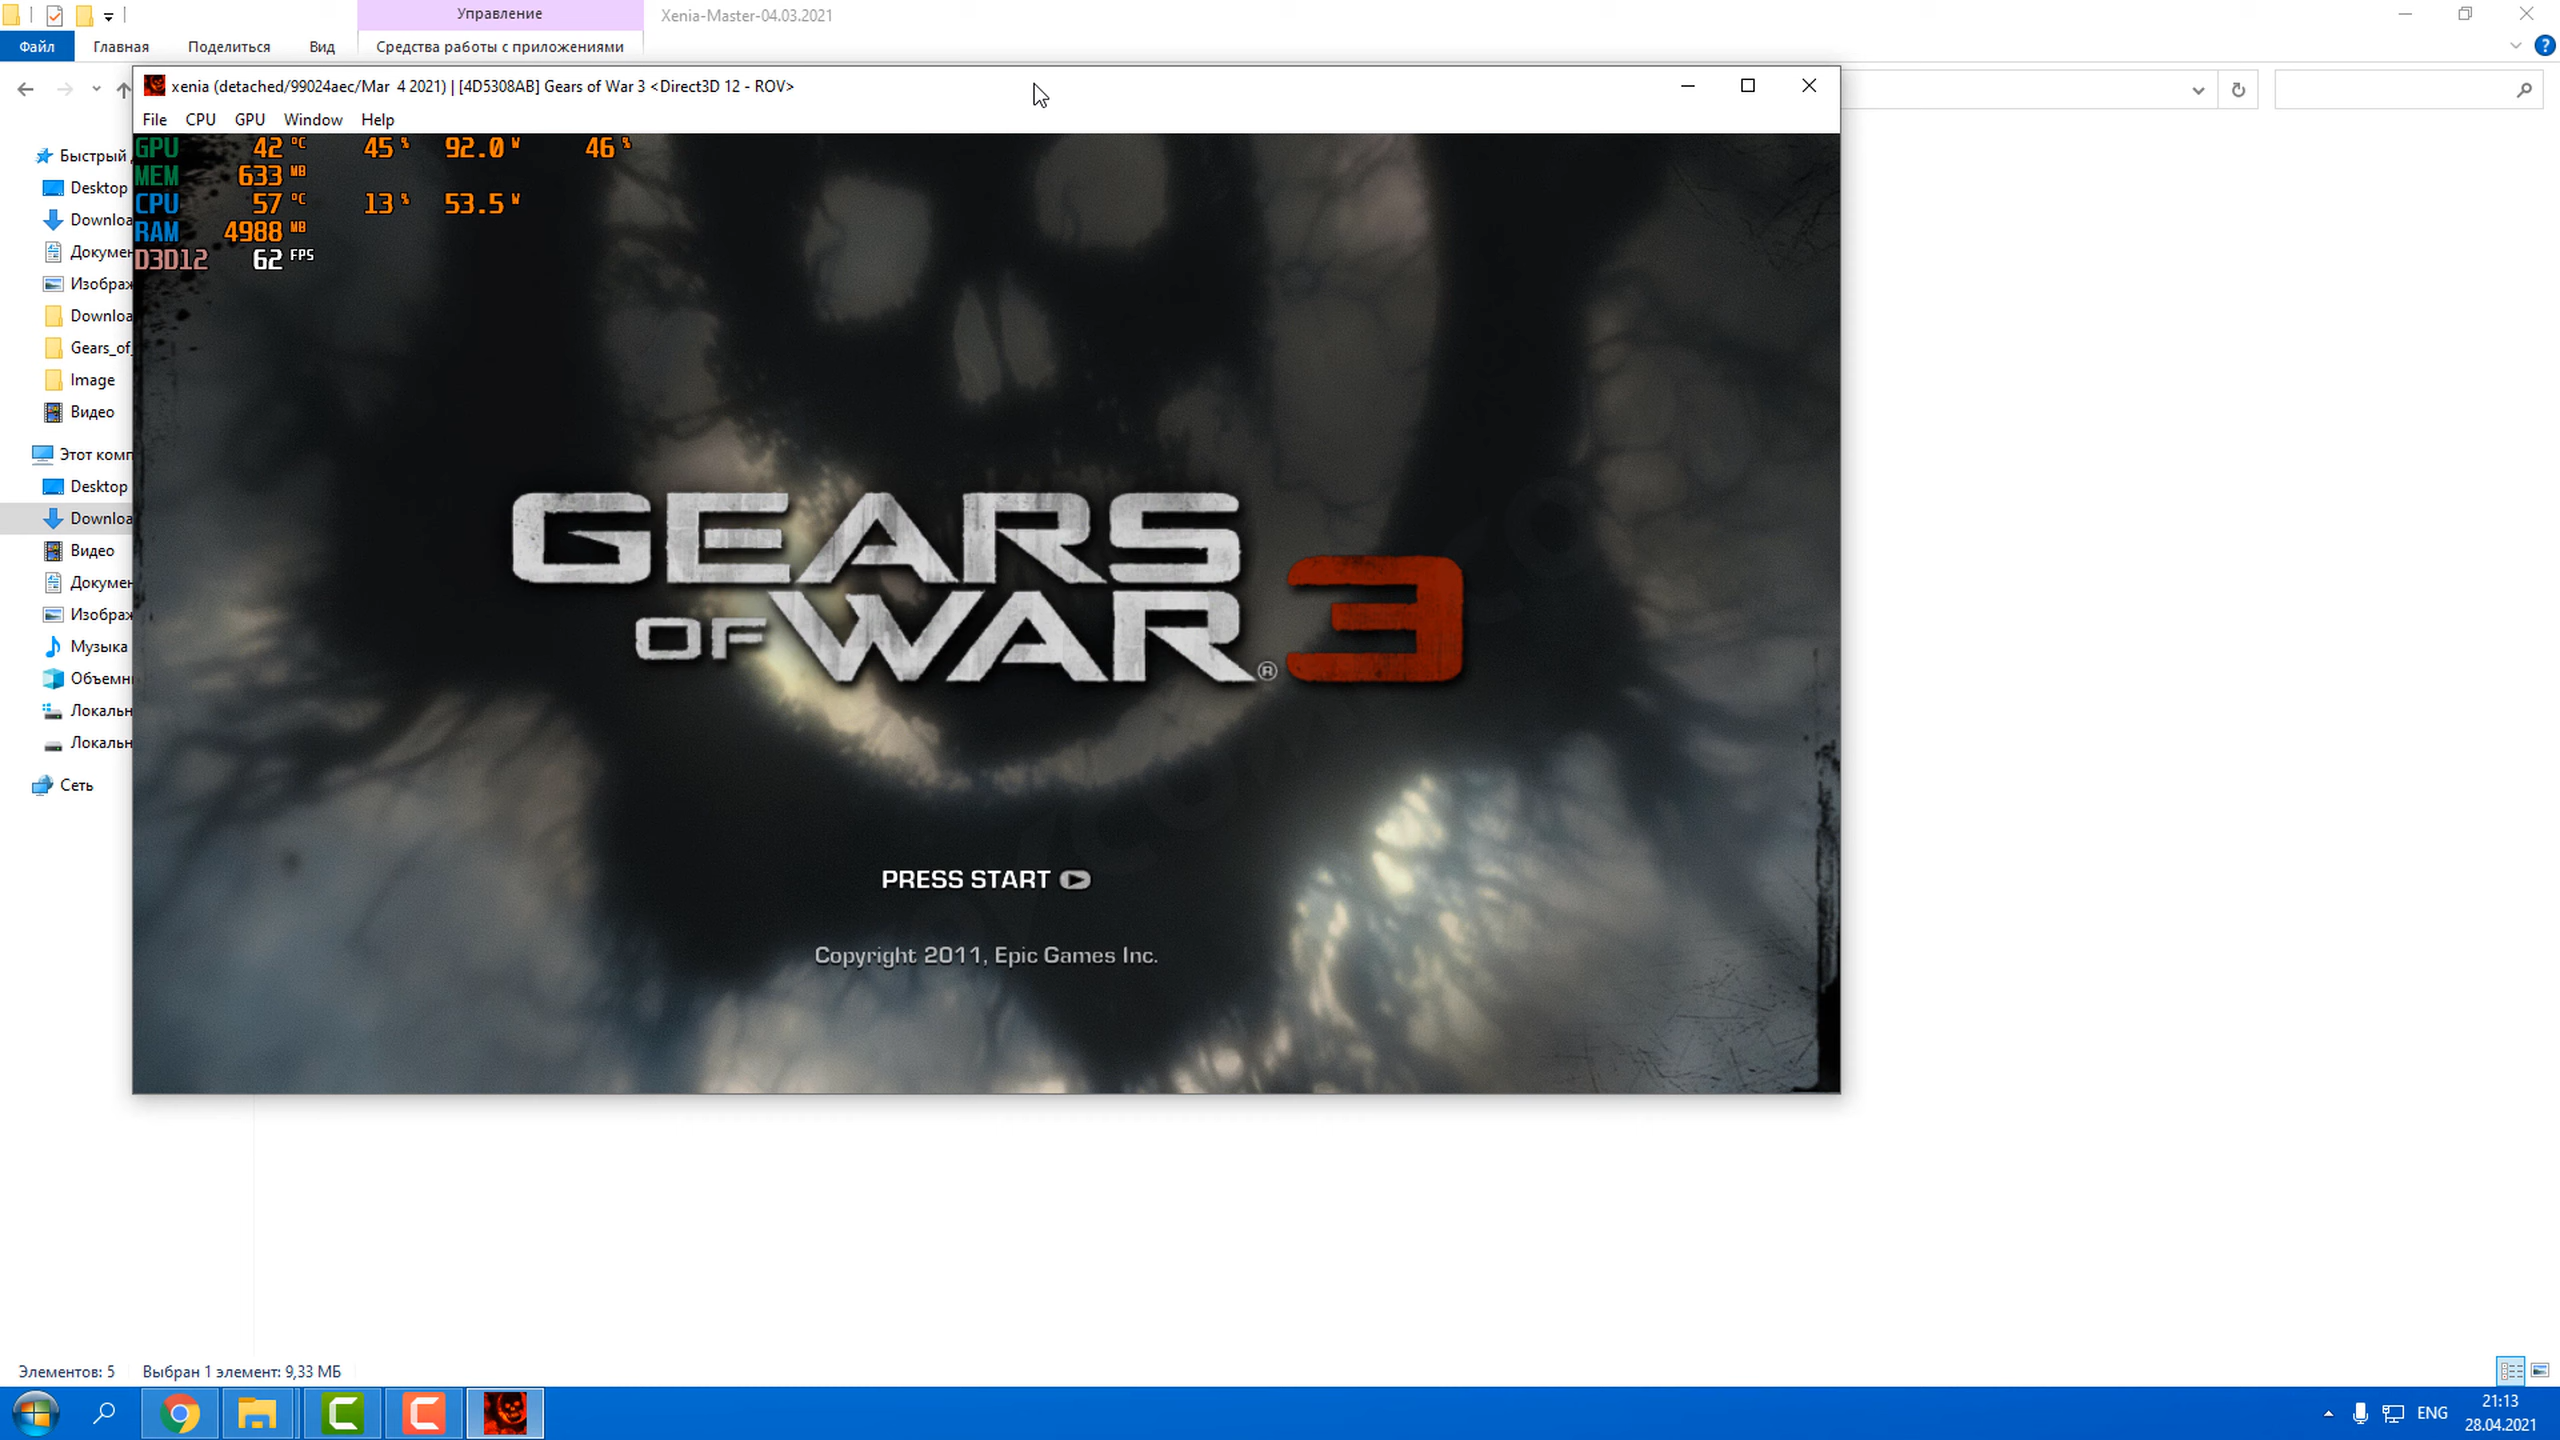 Управление
Xenia-Master-04.03.2021
Файл
Главная
Поделиться
Вид
Средства работы с приложениями
xenia (detached/99024aec/Mar 4 2021) | [4D5308AB] Gears of War 3 <Direct3D 12 - ROV>
File CPU GPU Window Help
GPU 42 °C 45 % 92.0 W 46 %
MEM 633 MB
CPU 57 °C 13 % 53.5 W
RAM 4988 MB
D3D12 62 FPS
Быстрый
Desktop
Downloa
Докумен
Изображ
Downloa
Gears_of_
Image
Видео
Этот комп
Desktop
Downloa
Видео
Докумен
Изображ
Музыка
Объемн
Локальн
Локальн
Сеть
GEARS
OF WAR® 3
PRESS START
Copyright 2011, Epic Games Inc.
Элементов: 5 Выбран 1 элемент: 9,33 МБ
ENG
21:13
28.04.2021